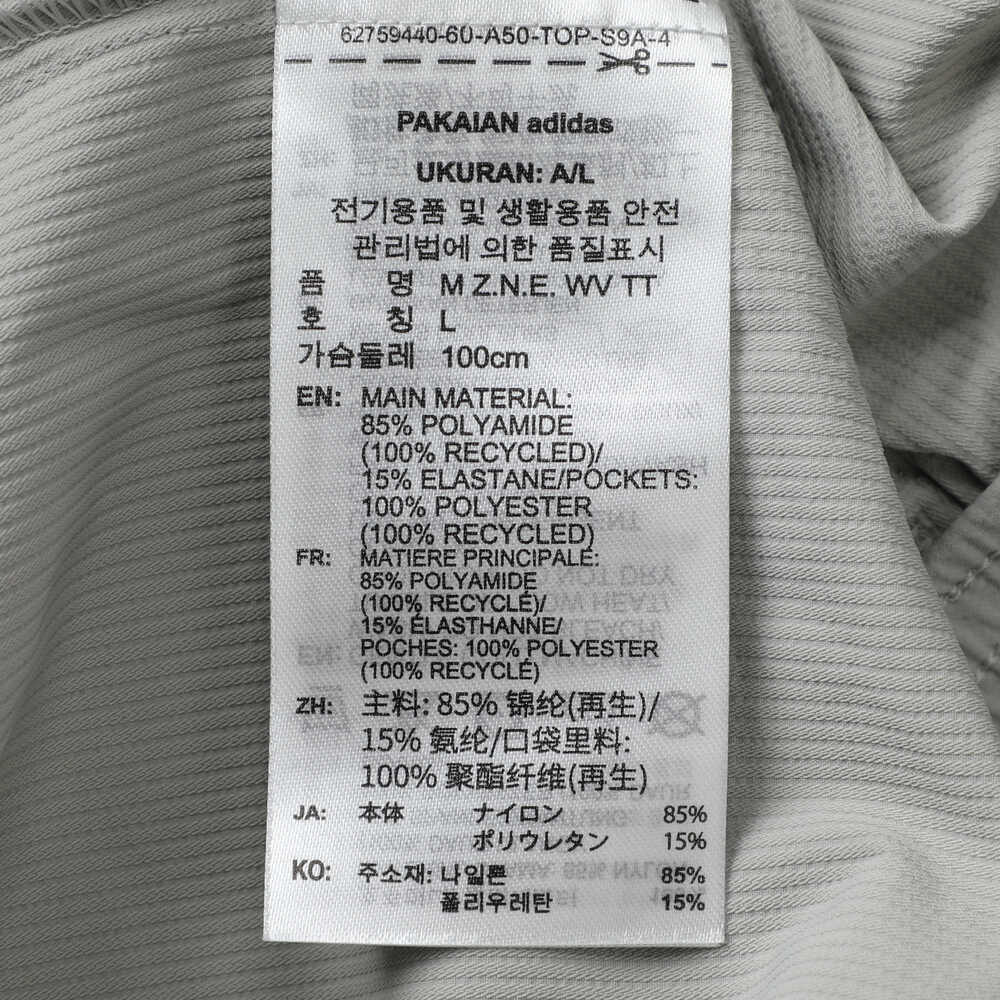 62759440-60-A50-TOP-S9A-4
PAKAIAN adidas
UKURAN: A/L
전기용품 및 생활용품 안전
관리법에 의한 품질표시
품 명 M Z.N.E. WV TT
호 칭 L
가슴둘레 100cm
EN: MAIN MATERIAL:
85% POLYAMIDE
(100% RECYCLED)/
15% ELASTANE/POCKETS:
100% POLYESTER
(100% RECYCLED)
FR: MATIERE PRINCIPALE:
85% POLYAMIDE
(100% RECYCLÉ)/
15% ÉLASTHANNE/
POCHES: 100% POLYESTER
(100% RECYCLÉ)
ZH: 主料: 85% 锦纶(再生)/
15% 氨纶/口袋里料:
100% 聚酯纤维(再生)
JA: 本体 ナイロン 85%
ポリウレタン 15%
KO: 주소재: 나일론 85%
폴리우레탄 15%